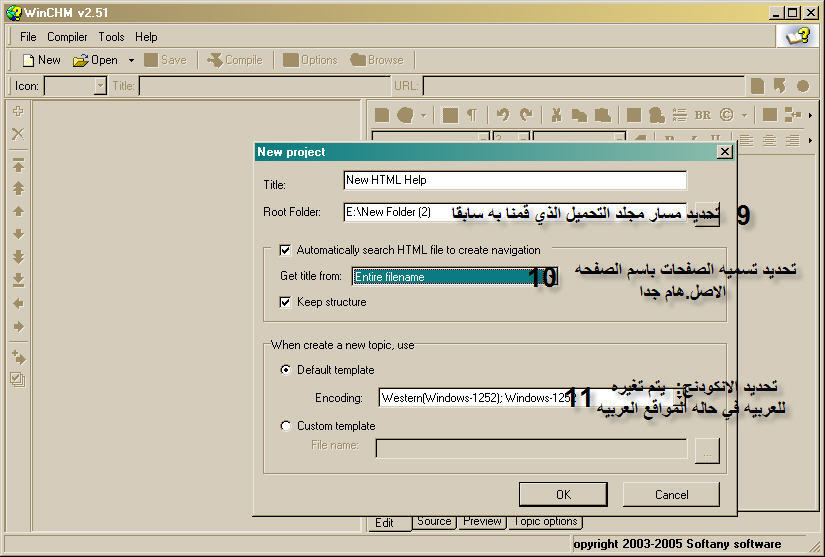 WinCHM v2.51
File Compiler Tools Help
New Open Save Compile Options Browse
Icon: Title: URL:
BR
New project
Title: New HTML Help
Root Folder: E:\New Folder (2) تحديد مسار مجلد التحميل الذي قمنا به سابقا 9
Automatically search HTML file to create navigation
Get title from: Entire filename 10 تحديد تسميه الصفحات باسم الصفحه
الاصل.هام جدا
Keep structure
When create a new topic, use
Default template
Encoding: Western(Windows-1252); Windows-1252 11 تحديد الانكودنج: يتم تغيره
للعربيه في حاله المواقع العربيه
Custom template
File name: ...
OK Cancel
Edit Source Preview Topic options
opyright 2003-2005 Softany software